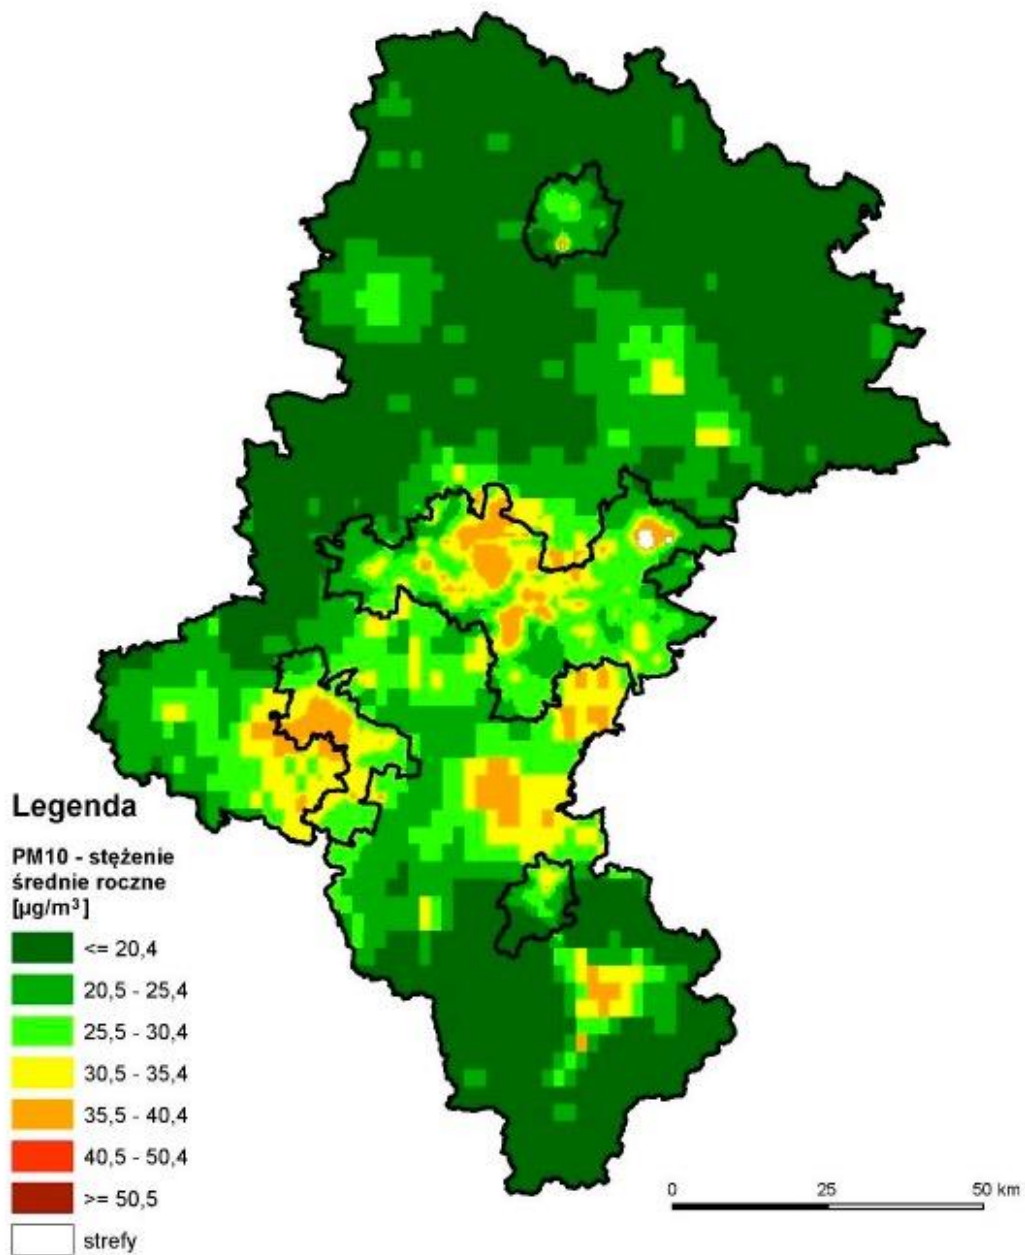 Legenda
PM10 - stężenie
średnie roczne
[µg/m³]
<= 20,4
20,5 - 25,4
25,5 - 30,4
30,5 - 35,4
35,5 - 40,4
40,5 - 50,4
>= 50,5
strefy
0 25 50 km